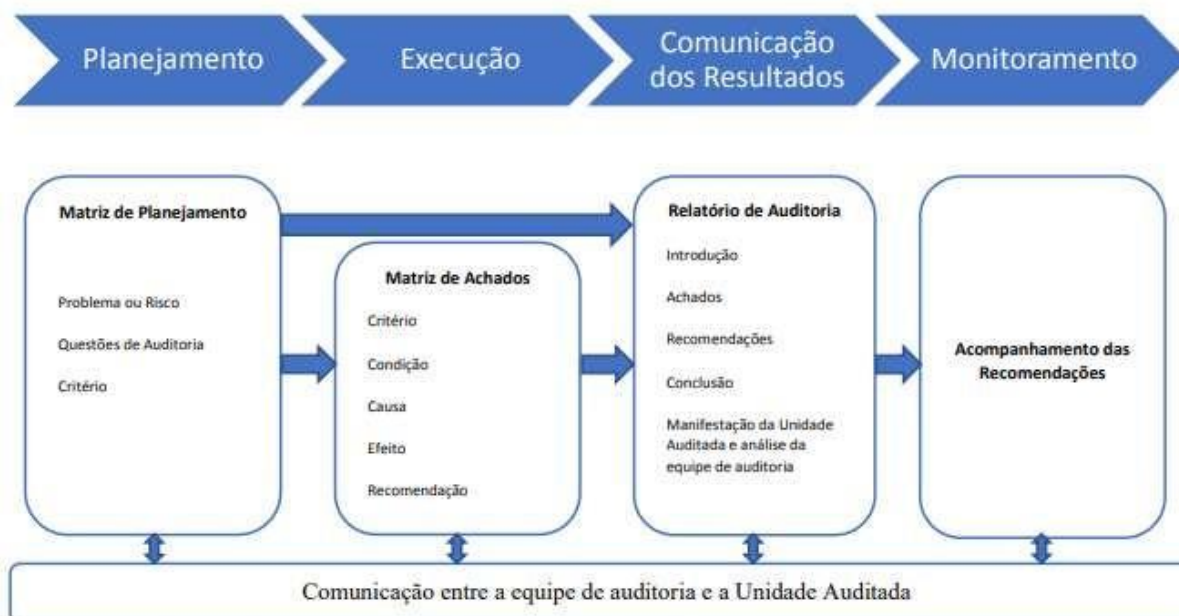 Planejamento
Execução
Comunicação
dos Resultados
Monitoramento
Matriz de Planejamento
Problema ou Risco
Questões de Auditoria
Critério
Matriz de Achados
Critério
Condição
Causa
Efeito
Recomendação
Relatório de Auditoria
Introdução
Achados
Recomendações
Conclusão
Manifestação da Unidade
Auditada e análise da
equipe de auditoria
Acompanhamento das
Recomendações
Comunicação entre a equipe de auditoria e a Unidade Auditada